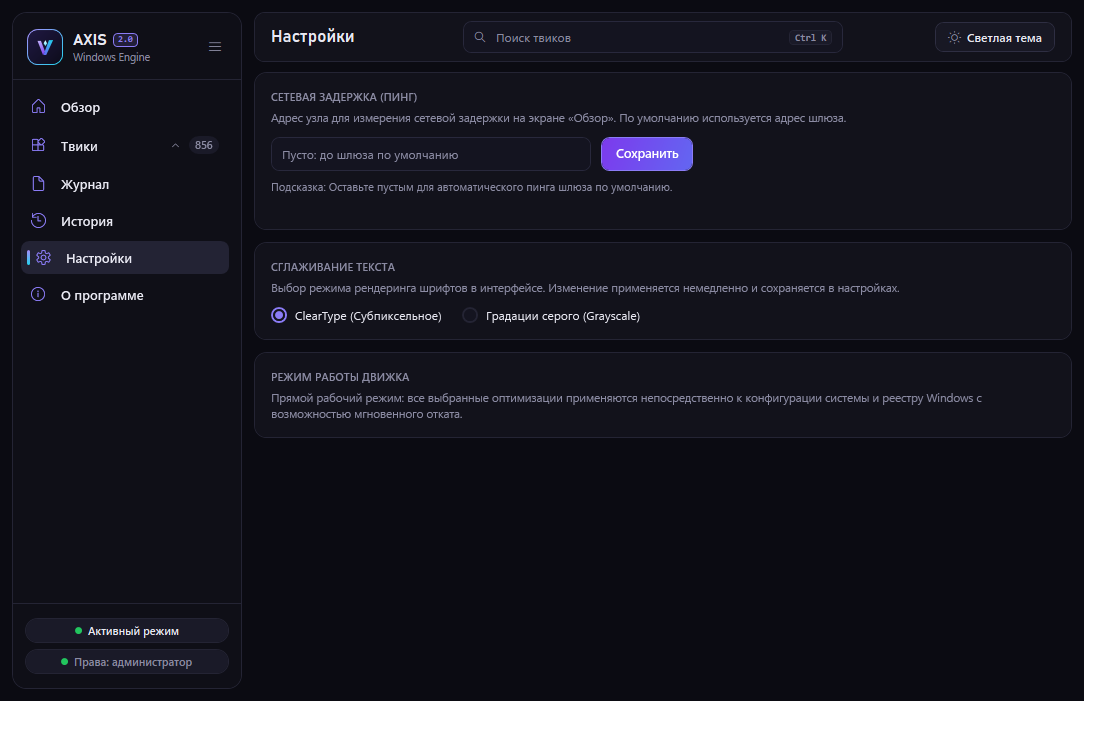 AXIS 2.0
Windows Engine
Обзор
Твики 856
Журнал
История
Настройки
О программе
Активный режим
Права: администратор
Настройки
Поиск твиков Ctrl K
Светлая тема
СЕТЕВАЯ ЗАДЕРЖКА (ПИНГ)
Адрес узла для измерения сетевой задержки на экране «Обзор». По умолчанию используется адрес шлюза.
Пусто: до шлюза по умолчанию
Сохранить
Подсказка: Оставьте пустым для автоматического пинга шлюза по умолчанию.
СГЛАЖИВАНИЕ ТЕКСТА
Выбор режима рендеринга шрифтов в интерфейсе. Изменение применяется немедленно и сохраняется в настройках.
ClearType (Субпиксельное)
Градации серого (Grayscale)
РЕЖИМ РАБОТЫ ДВИЖКА
Прямой рабочий режим: все выбранные оптимизации применяются непосредственно к конфигурации системы и реестру Windows с
возможностью мгновенного отката.